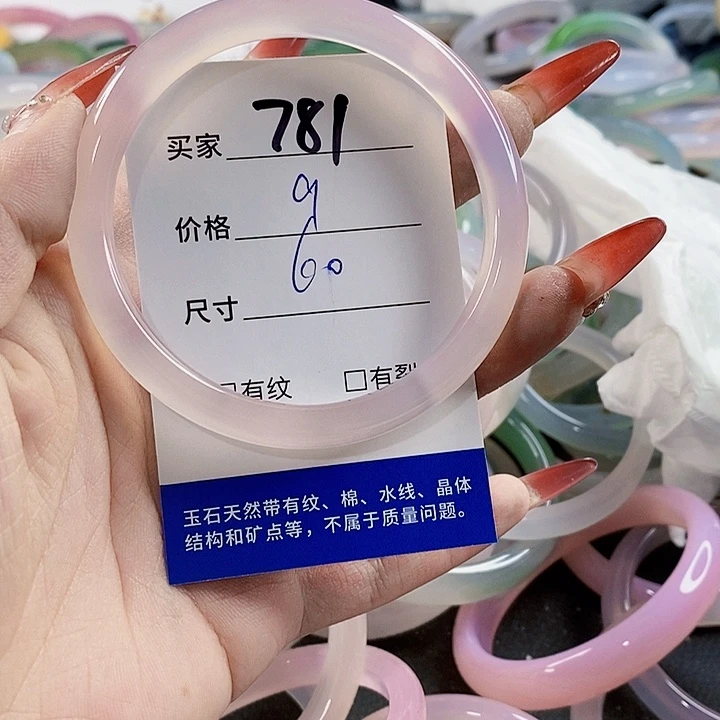 买家 781
价格 9
尺寸 60
有纹 □有裂
玉石天然带有纹、棉、水线、晶体
结构和矿点等，不属于质量问题。